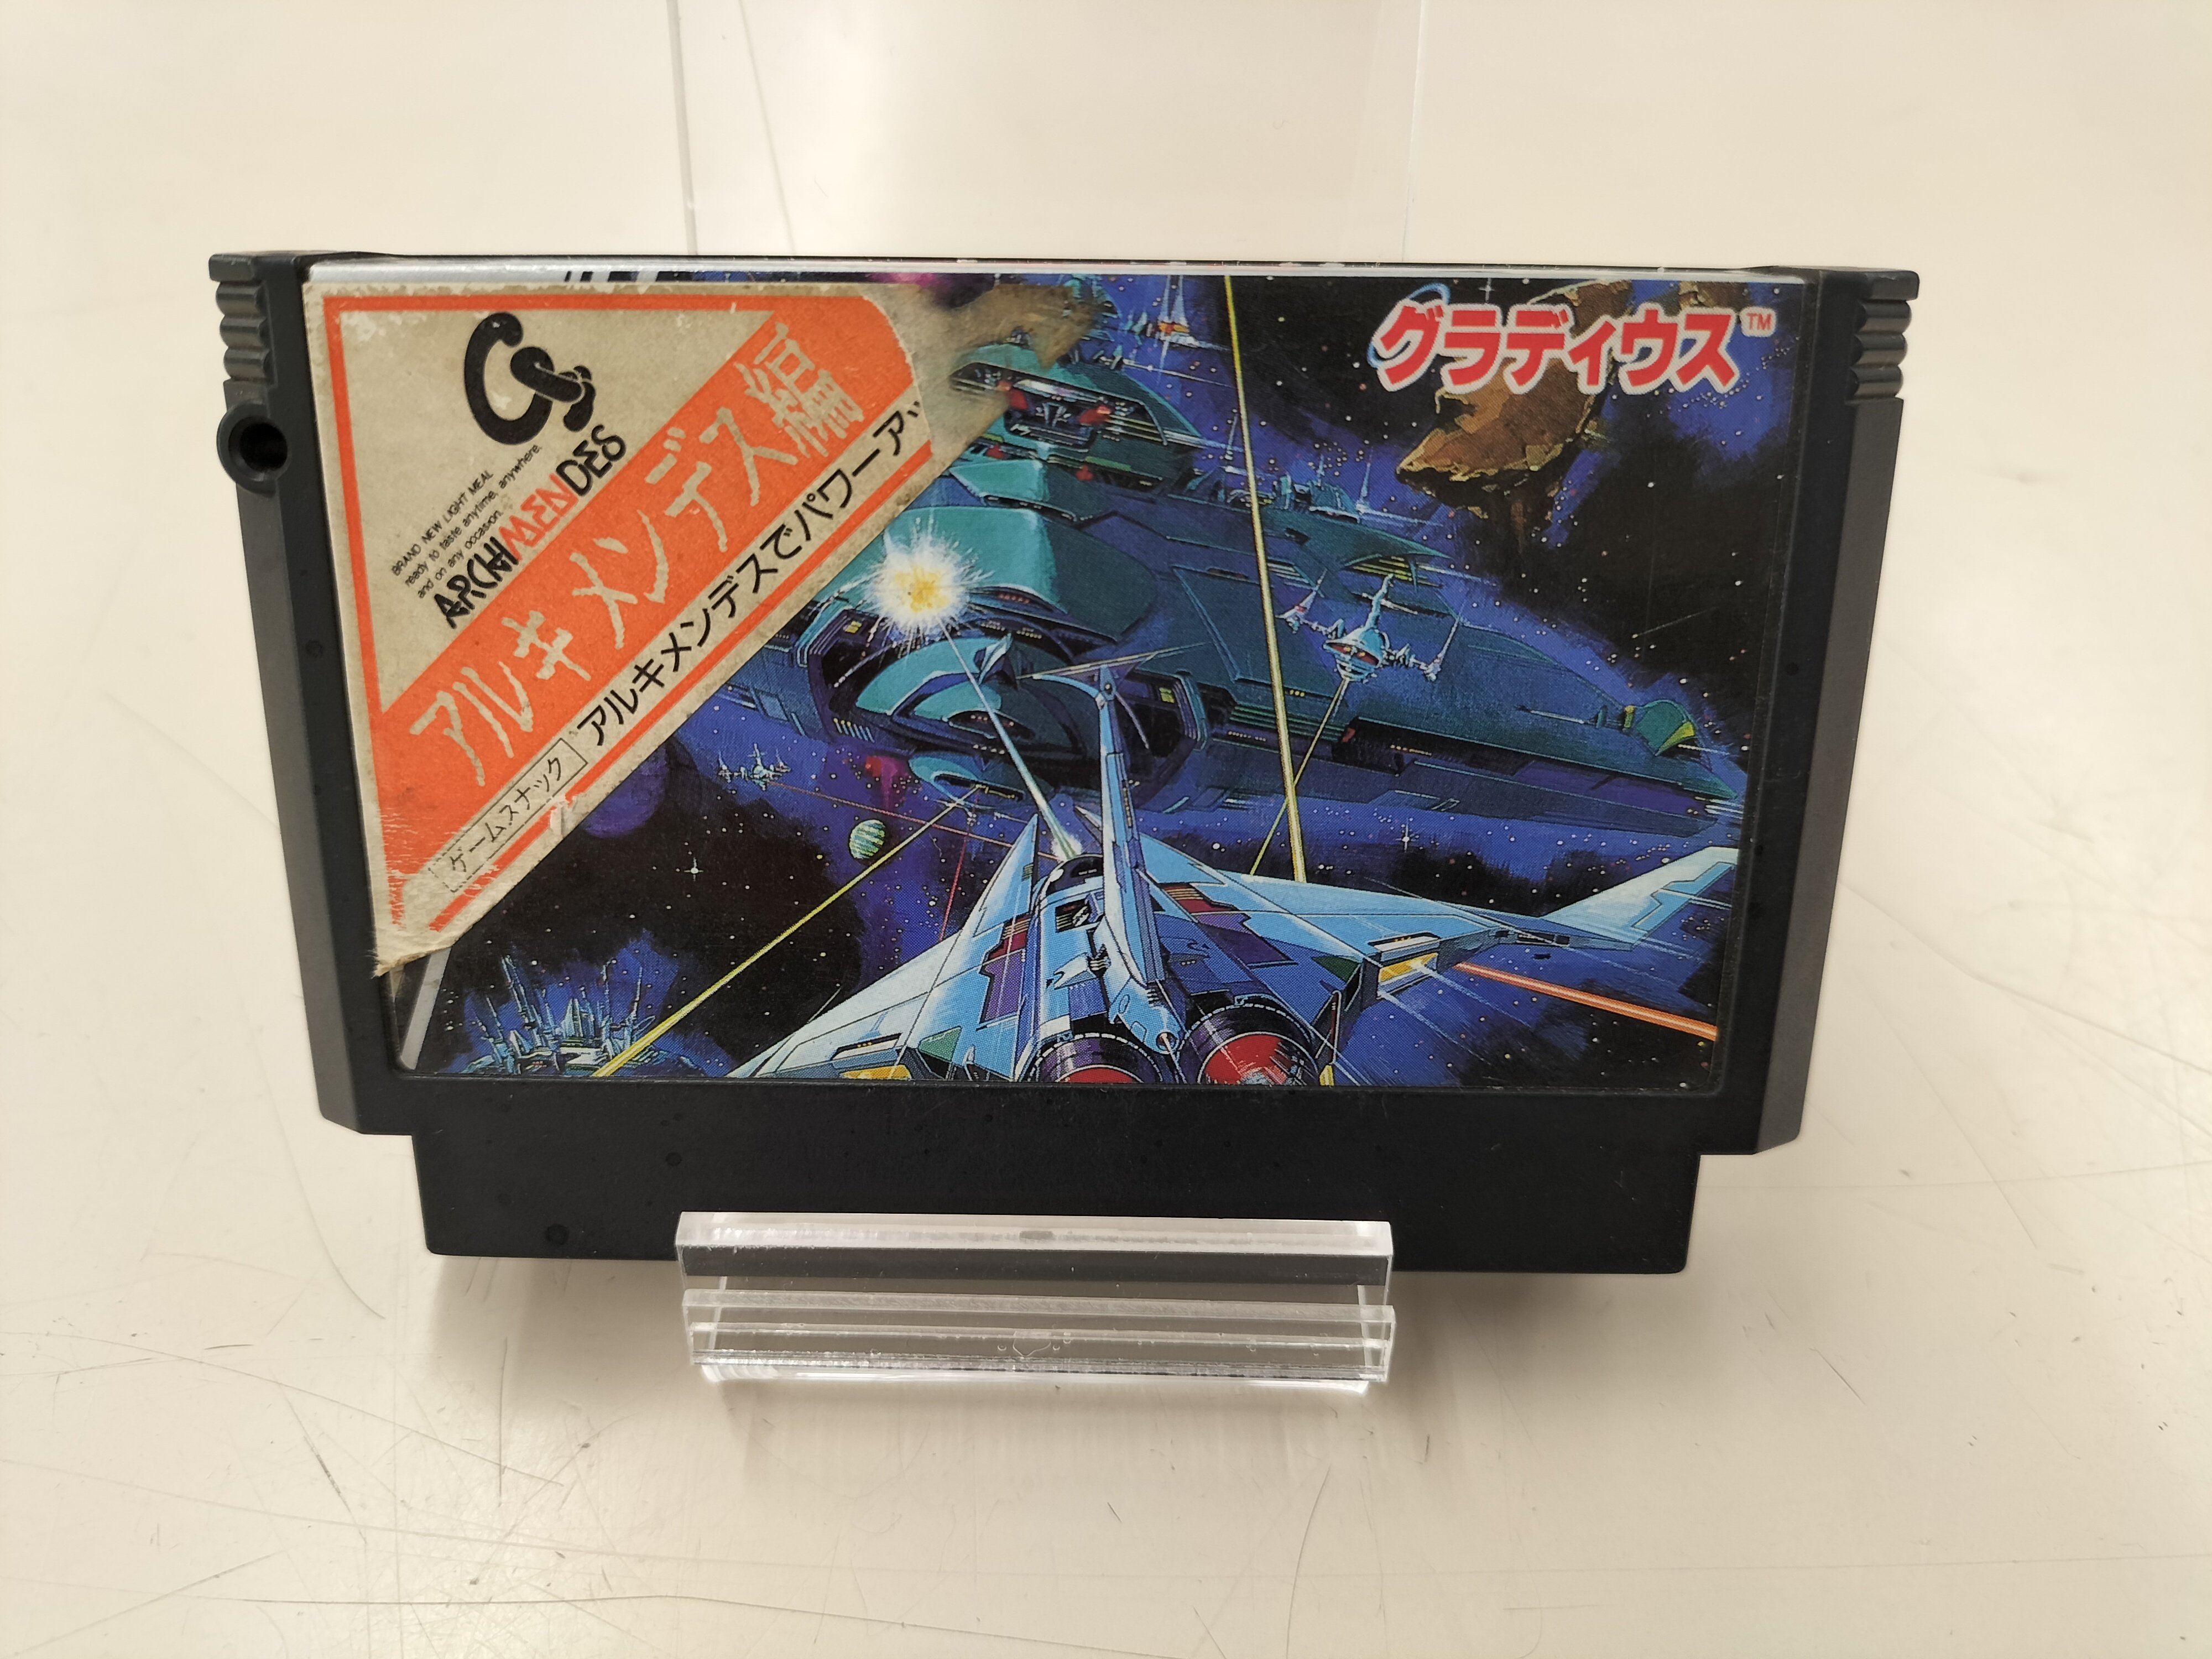 グラディウス™
BRAND NEW LIGHT MEAL
ready to taste anytime, anywhere,
and on any occasion.
ARCHIMENDES
アルキメンデス編
ゲームスナック アルキメンデスでパワーアッ